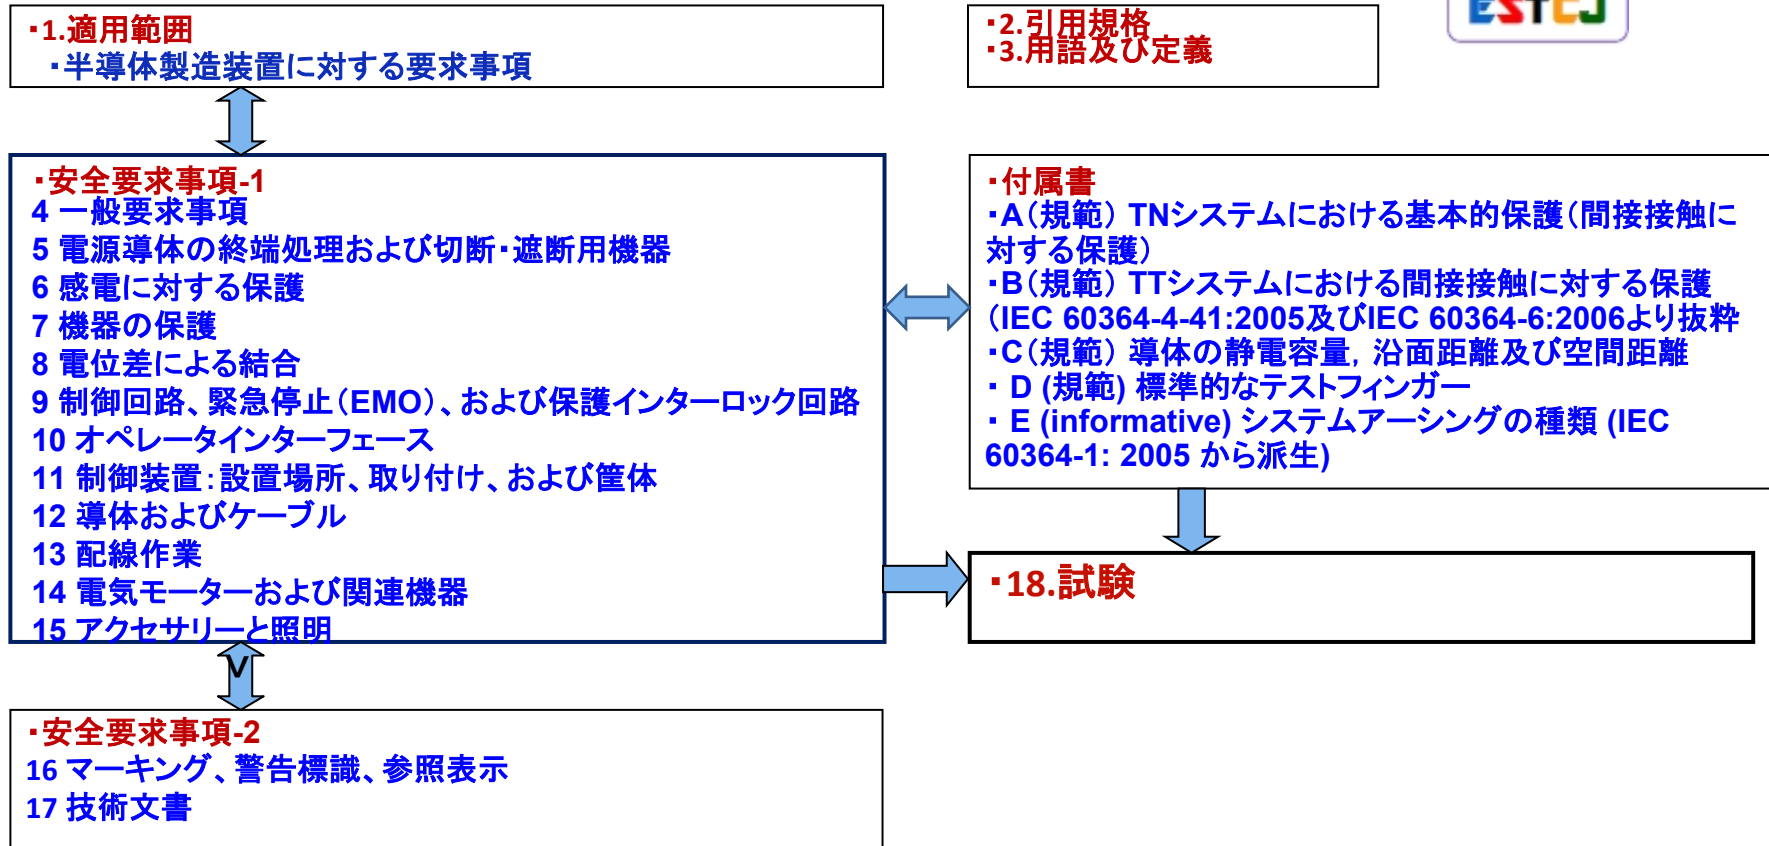 ・1.適用範囲
・半導体製造装置に対する要求事項
・2.引用規格
・3.用語及び定義
ESTCJ
・安全要求事項-1
4 一般要求事項
5 電源導体の終端処理および切断・遮断用機器
6 感電に対する保護
7 機器の保護
8 電位差による結合
9 制御回路、緊急停止(EMO)、および保護インターロック回路
10 オペレータインターフェース
11 制御装置:設置場所、取り付け、および筐体
12 導体およびケーブル
13 配線作業
14 電気モーターおよび関連機器
15 アクセサリーと照明
V
・付属書
・A(規範) TNシステムにおける基本的保護(間接接触に
対する保護)
・B(規範) TTシステムにおける間接接触に対する保護
(IEC 60364-4-41:2005及びIEC 60364-6:2006より抜粋
・C(規範) 導体の静電容量, 沿面距離及び空間距離
・ D (規範) 標準的なテストフィンガー
・ E (informative) システムアーシングの種類 (IEC
60364-1: 2005 から派生)
・18.試験
・安全要求事項-2
16 マーキング、警告標識、参照表示
17 技術文書